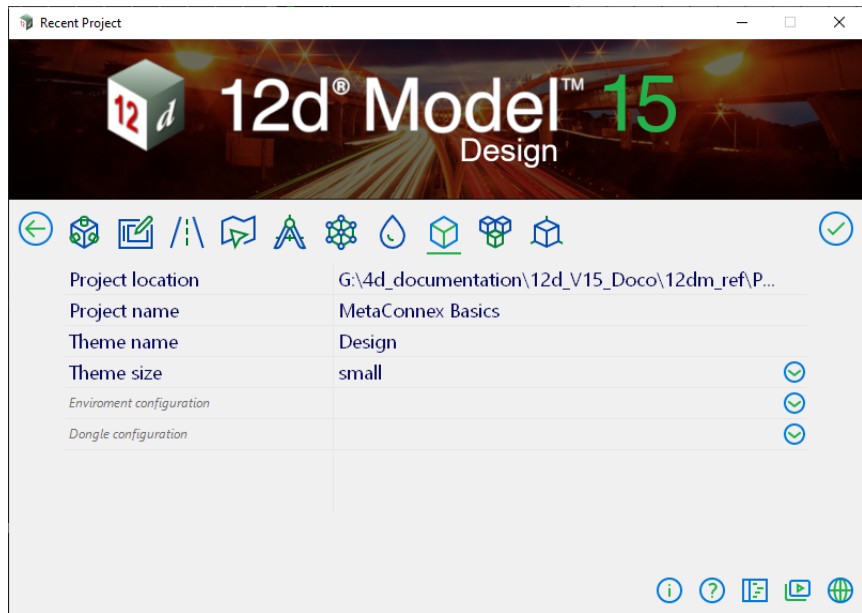 Recent Project
12d
12d® Model™ 15
Design
Project location G:\4d_documentation\12d_V15_Doco\12dm_ref\P...
Project name MetaConnex Basics
Theme name Design
Theme size small
Enviroment configuration
Dongle configuration